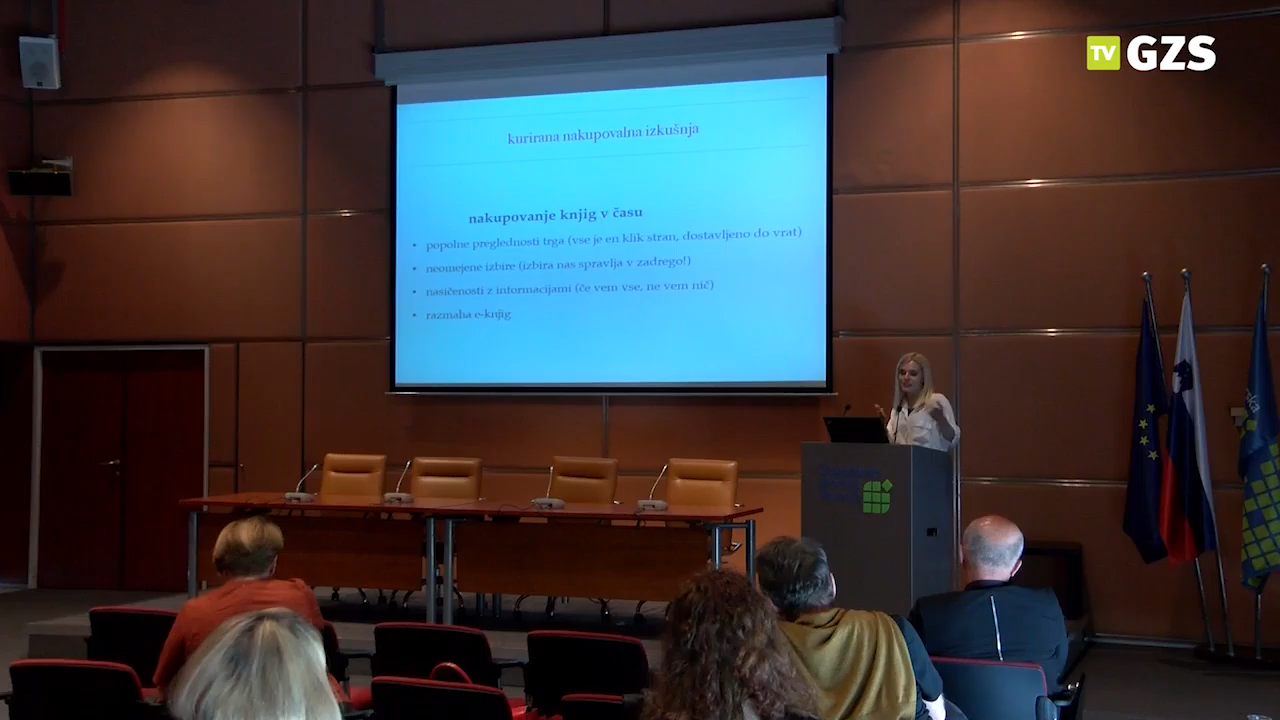 TV GZS
kurirana nakupovalna izkušnja
nakupovanje knjig v času
• popolne preglednosti trga (vse je en klik stran, dostavljeno do vrat)
• neomejene izbire (izbira nas spravlja v zadrego!)
• nasičenosti z informacijami (če vem vse, ne vem nič)
• razmaha e-knjig